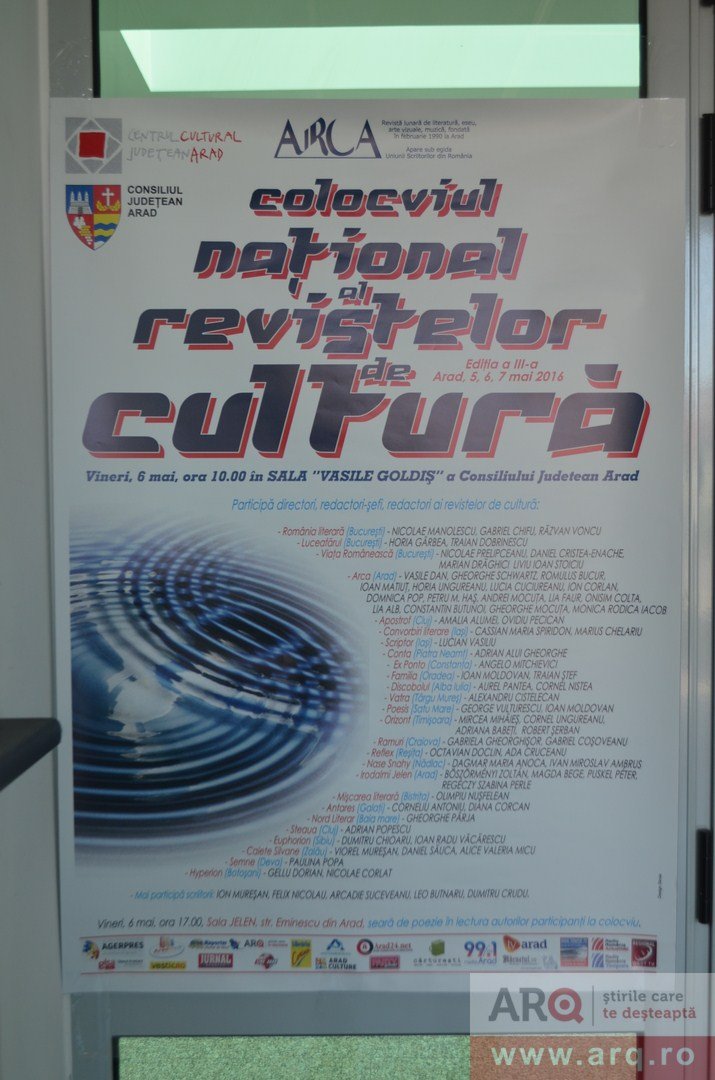 CENTRUL CULTURAL
JUDEȚEAN ARAD
CONSILIUL
JUDEȚEAN
ARAD
ARCA
Revistă lunară de literatură, eseu,
arte vizuale, muzică, fondată
în februarie 1990 la Arad
Apare sub egida
Uniunii Scriitorilor din România
colocviul
național
al
revistelor
de
Ediția a III-a
Arad, 5, 6, 7 mai 2016
cultură
Vineri, 6 mai, ora 10.00 în SALA "VASILE GOLDIȘ" a Consiliului Judetean Arad
Participă directori, redactori-șefi, redactori ai revistelor de cultură:
- România literară (București) - NICOLAE MANOLESCU, GABRIEL CHIFU, RĂZVAN VONCU
- Luceafărul (București) - HORIA GÂRBEA, TRAIAN DOBRINESCU
- Viața Românească (București) - NICOLAE PRELIPCEANU, DANIEL CRISTEA-ENACHE,
MARIAN DRĂGHICI LIVIU IOAN STOICIU
- Arca (Arad) - VASILE DAN, GHEORGHE SCHWARTZ, ROMULUS BUCUR,
IOAN MATIUȚ, HORIA UNGUREANU, LUCIA CUCIUREANU, ION CORLAN,
DOMNICA POP, PETRU M. HAȘ, ANDREI MOCUȚA, LIA FAUR, ONISIM COLTA,
LIA ALB, CONSTANTIN BUTUNOI, GHEORGHE MOCUȚA, MONICA RODICA IACOB
- Apostrof (Cluj) - AMALIA LUMEI, OVIDIU PECICAN
- Canvorbiri literare (Iași) - CASSIAN MARIA SPIRIDON, MARIUS CHELARIU
- Scriptor (Iași) - LUCIAN VASILIU
- Conta (Piatra Neamț) - ADRIAN ALUI GHEORGHE
- Ex Ponto (Constanța) - ANGELO MITCHIEVICI
- Familia (Oradea) - IOAN MOLDOVAN, TRAIAN ȘTEF
- Discobolul (Alba Iulia) - AUREL PANTEA, CORNEL NISTEA
- Vatra (Târgu Mureș) - ALEXANDRU CISTELECAN
- Poesis (Satu Mare) - GEORGE VULTURESCU, IOAN MOLDOVAN
- Orizont (Timișoara) - MIRCEA MIHĂIEȘ, CORNEL UNGUREANU,
ADRIANA BABEȚI, ROBERT ȘERBAN
- Ramuri (Craiova) - GABRIELA GHEORGHIȘOR, GABRIEL COȘOVEANU
- Reflex (Reșița) - OCTAVIAN DOCLIN, ADA CRUCEANU
- Nase Snahy (Nădlac) - DAGMAR MARIA ANOCA, IVAN MIROSLAV AMBRUS
- Irodalmi Jelen (Arad) - BÖSZÖRMÉNYI ZOLTÁN, MAGDA BEGE, PUSKEL PÉTER,
REGÉCZY SZABINA PERLE
- Mișcarea literară (Bistrița) - OLIMPIU NUȘFELEAN
- Antares (Galați) - CORNELIU ANTONIU, DIANA CORCAN
- Nord Literar (Baia mare) - GHEORGHE PÂRJA
- Steaua (Cluj) - ADRIAN POPESCU
- Euphorion (Sibiu) - DUMITRU CHIOARU, IOAN RADU VĂCĂRESCU
- Caiete Silvane (Zalău) - VIOREL MUREȘAN, DANIEL SĂUCA, ALICE VALERIA MICU
- Semne (Deva) - PAULINA POPA
- Hyperion (Botoșani) - GELLU DORIAN, NICOLAE CORLAT
- Mai participă scriitorii: ION MUREȘAN, FELIX NICOLAU, ARCADIE SUCEVEANU, LEO BUTNARU, DUMITRU CRUDU.
Vineri, 6 mai, ora 17.00, Sala JELEN, str. Eminescu din Arad, seară de poezie în lectura autorilor participanți la colocviu.
AGERPRES
ARQ
Arad24.net
cărturești
99.1
tv arad
vesticlip
JURNAL
ARAD
CULTURE
ARQ
știrile care
te deșteaptă
www.arq.ro